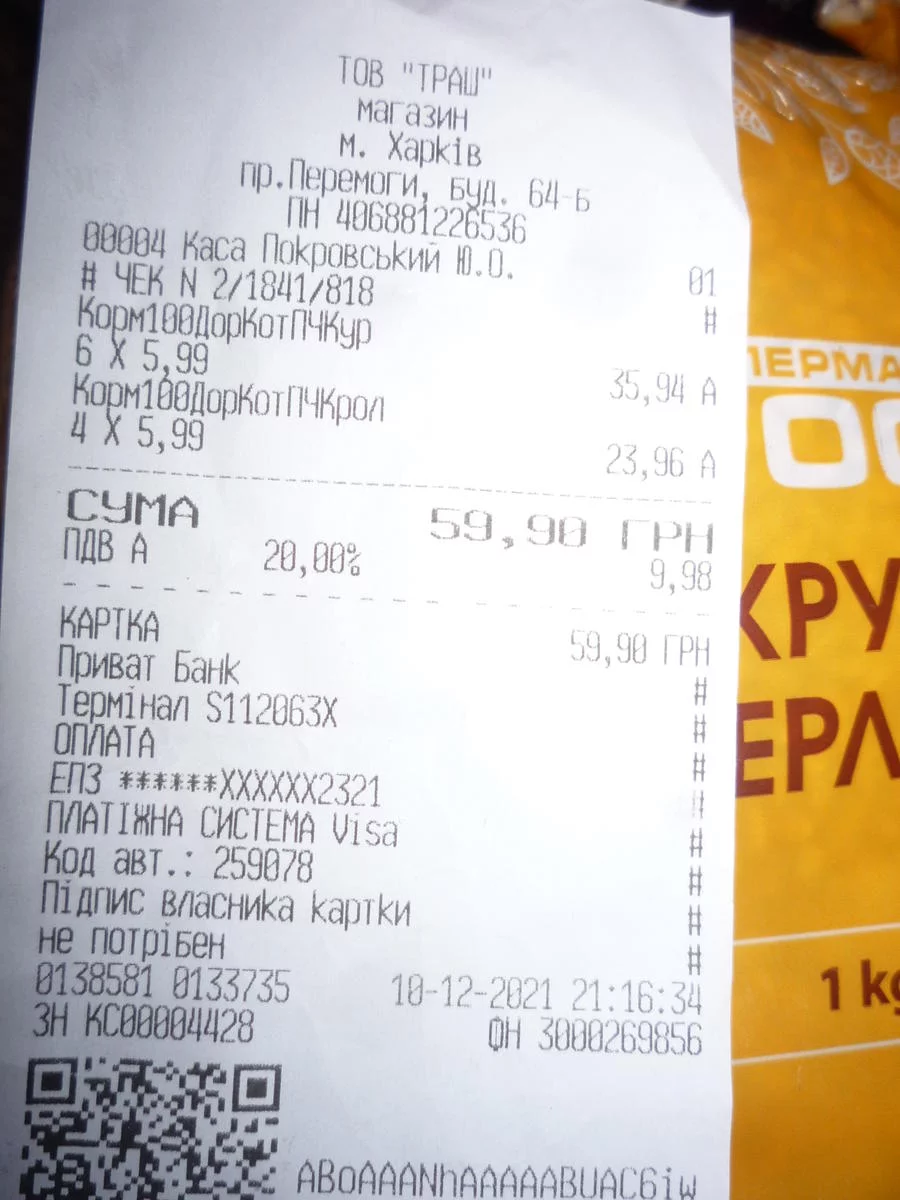 ТОВ "ТРАШ"
магазин
м. Харків
пр.Перемоги, буд. 64-Б
ПН 406881226536
00004 Каса Покровський Ю.О. 01
# ЧЕК N 2/1841/818 #
Корм100ДорКотПЧКур
6 X 5,99 35,94 А
Корм100ДорКотПЧКрол
4 X 5,99 23,96 А
СУМА 59,90 ГРН
ПДВ А 20,00% 9,98
КАРТКА 59,90 ГРН
Приват Банк #
Термінал S112063X #
ОПЛАТА #
ЕПЗ ******XXXXXX2321 #
ПЛАТІЖНА СИСТЕМА Visa #
Код авт.: 259078 #
Підпис власника картки #
не потрібен #
0138581 0133735 10-12-2021 21:16:34
ЗН КС00004428 ФН 3000269856
ABoAAANhAAAAABUAC6iw
КРУ
ЕРЛ
1 kg